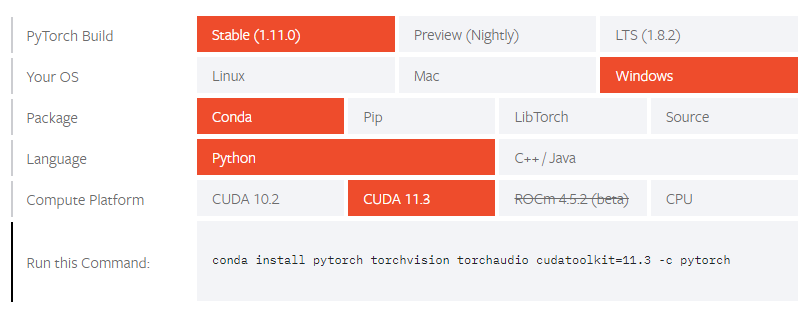 PyTorch Build Stable (1.11.0) Preview (Nightly) LTS (1.8.2)
Your OS Linux Mac Windows
Package Conda Pip LibTorch Source
Language Python C++ / Java
Compute Platform CUDA 10.2 CUDA 11.3 ROCm 4.5.2 (beta) CPU
Run this Command: conda install pytorch torchvision torchaudio cudatoolkit=11.3 -c pytorch